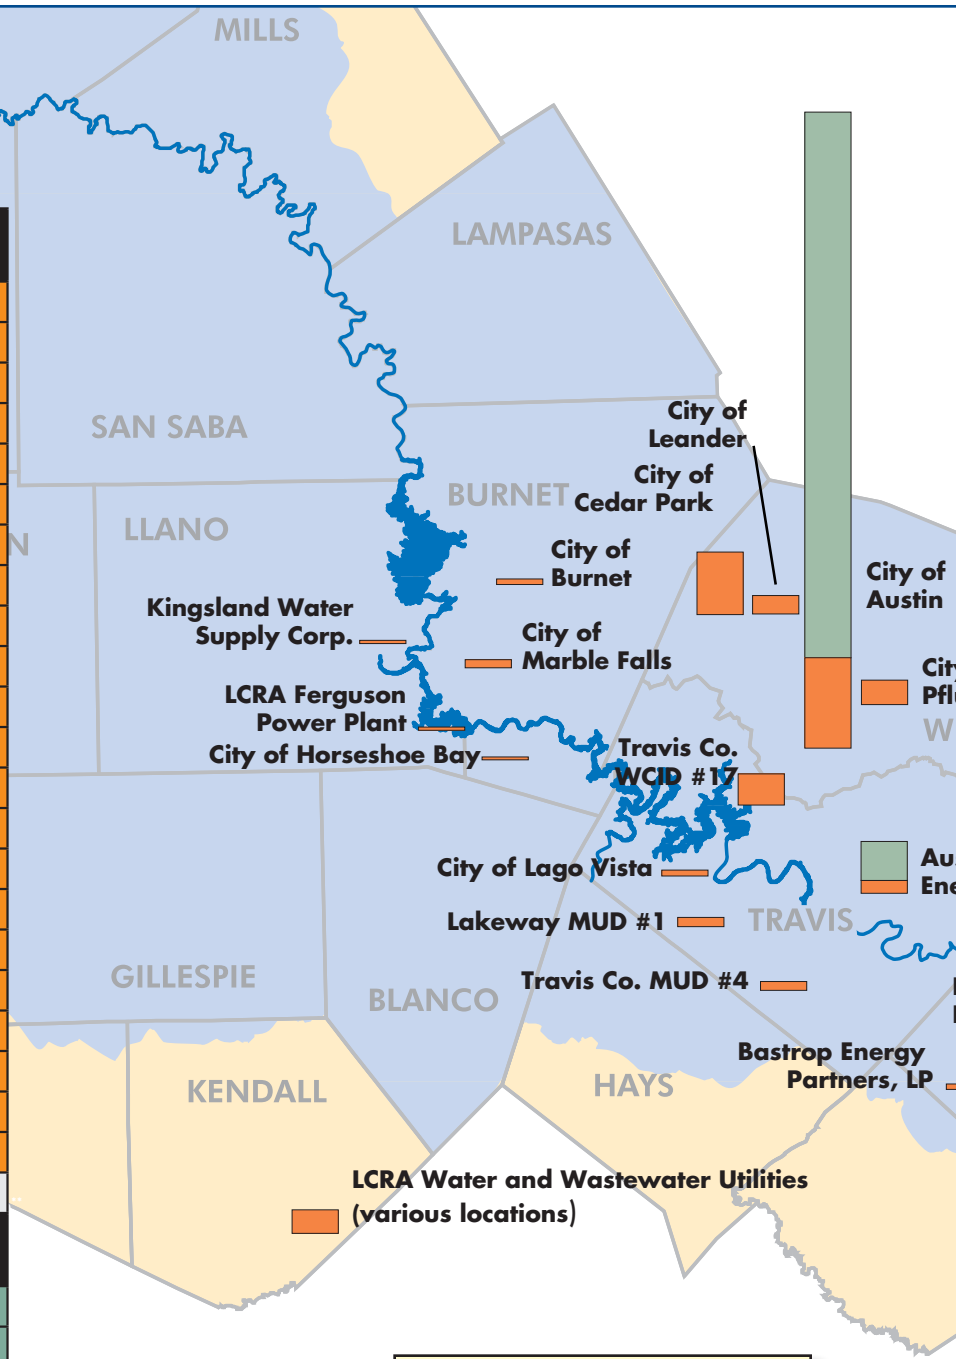 MILLS
LAMPASAS
SAN SABA
City of
Leander
City of
Cedar Park
BURNET
LLANO
N
City of
Burnet
City of
Austin
Kingsland Water
Supply Corp.
City of
Marble Falls
LCRA Ferguson
Power Plant
City of Horseshoe Bay
Travis Co.
WCID #17
City of Lago Vista
Lakeway MUD #1
TRAVIS
Travis Co. MUD #4
GILLESPIE
BLANCO
Bastrop Energy
Partners, LP
KENDALL
HAYS
LCRA Water and Wastewater Utilities
(various locations)